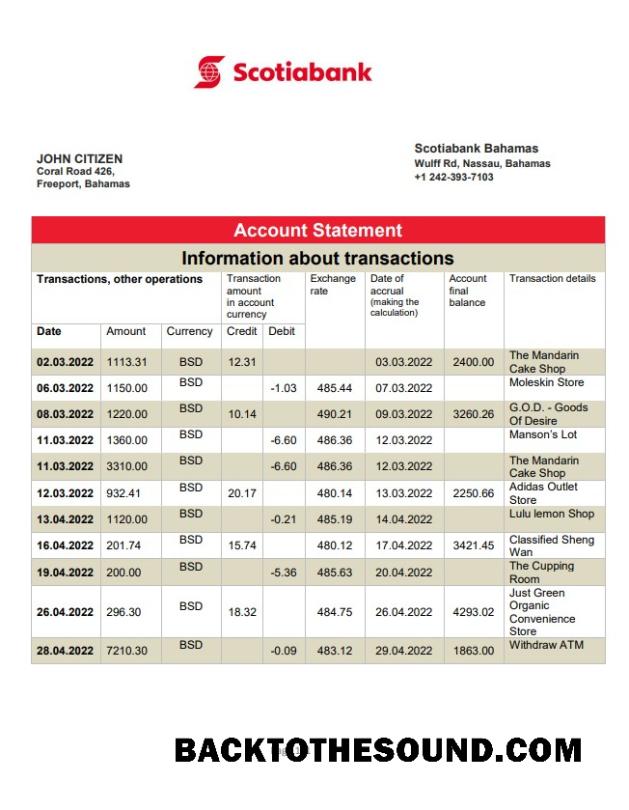 Scotiabank
JOHN CITIZEN
Coral Road 426,
Freeport, Bahamas
Scotiabank Bahamas
Wulff Rd, Nassau, Bahamas
+1 242-393-7103
Account Statement
Information about transactions
Transactions, other operations Transaction amount in account currency Exchange rate Date of accrual (making the calculation) Account final balance Transaction details
Date Amount Currency Credit Debit
02.03.2022 1113.31 BSD 12.31 03.03.2022 2400.00 The Mandarin Cake Shop
06.03.2022 1150.00 BSD -1.03 485.44 07.03.2022 Moleskin Store
08.03.2022 1220.00 BSD 10.14 490.21 09.03.2022 3260.26 G.O.D. - Goods Of Desire
11.03.2022 1360.00 BSD -6.60 486.36 12.03.2022 Manson's Lot
11.03.2022 3310.00 BSD -6.60 486.36 12.03.2022 The Mandarin Cake Shop
12.03.2022 932.41 BSD 20.17 480.14 13.03.2022 2250.66 Adidas Outlet Store
13.04.2022 1120.00 BSD -0.21 485.19 14.04.2022 Lulu lemon Shop
16.04.2022 201.74 BSD 15.74 480.12 17.04.2022 3421.45 Classified Sheng Wan
19.04.2022 200.00 BSD -5.36 485.63 20.04.2022 The Cupping Room
26.04.2022 296.30 BSD 18.32 484.75 26.04.2022 4293.02 Just Green Organic Convenience Store
28.04.2022 7210.30 BSD -0.09 483.12 29.04.2022 1863.00 Withdraw ATM
BACKTOTHESOUND.COM